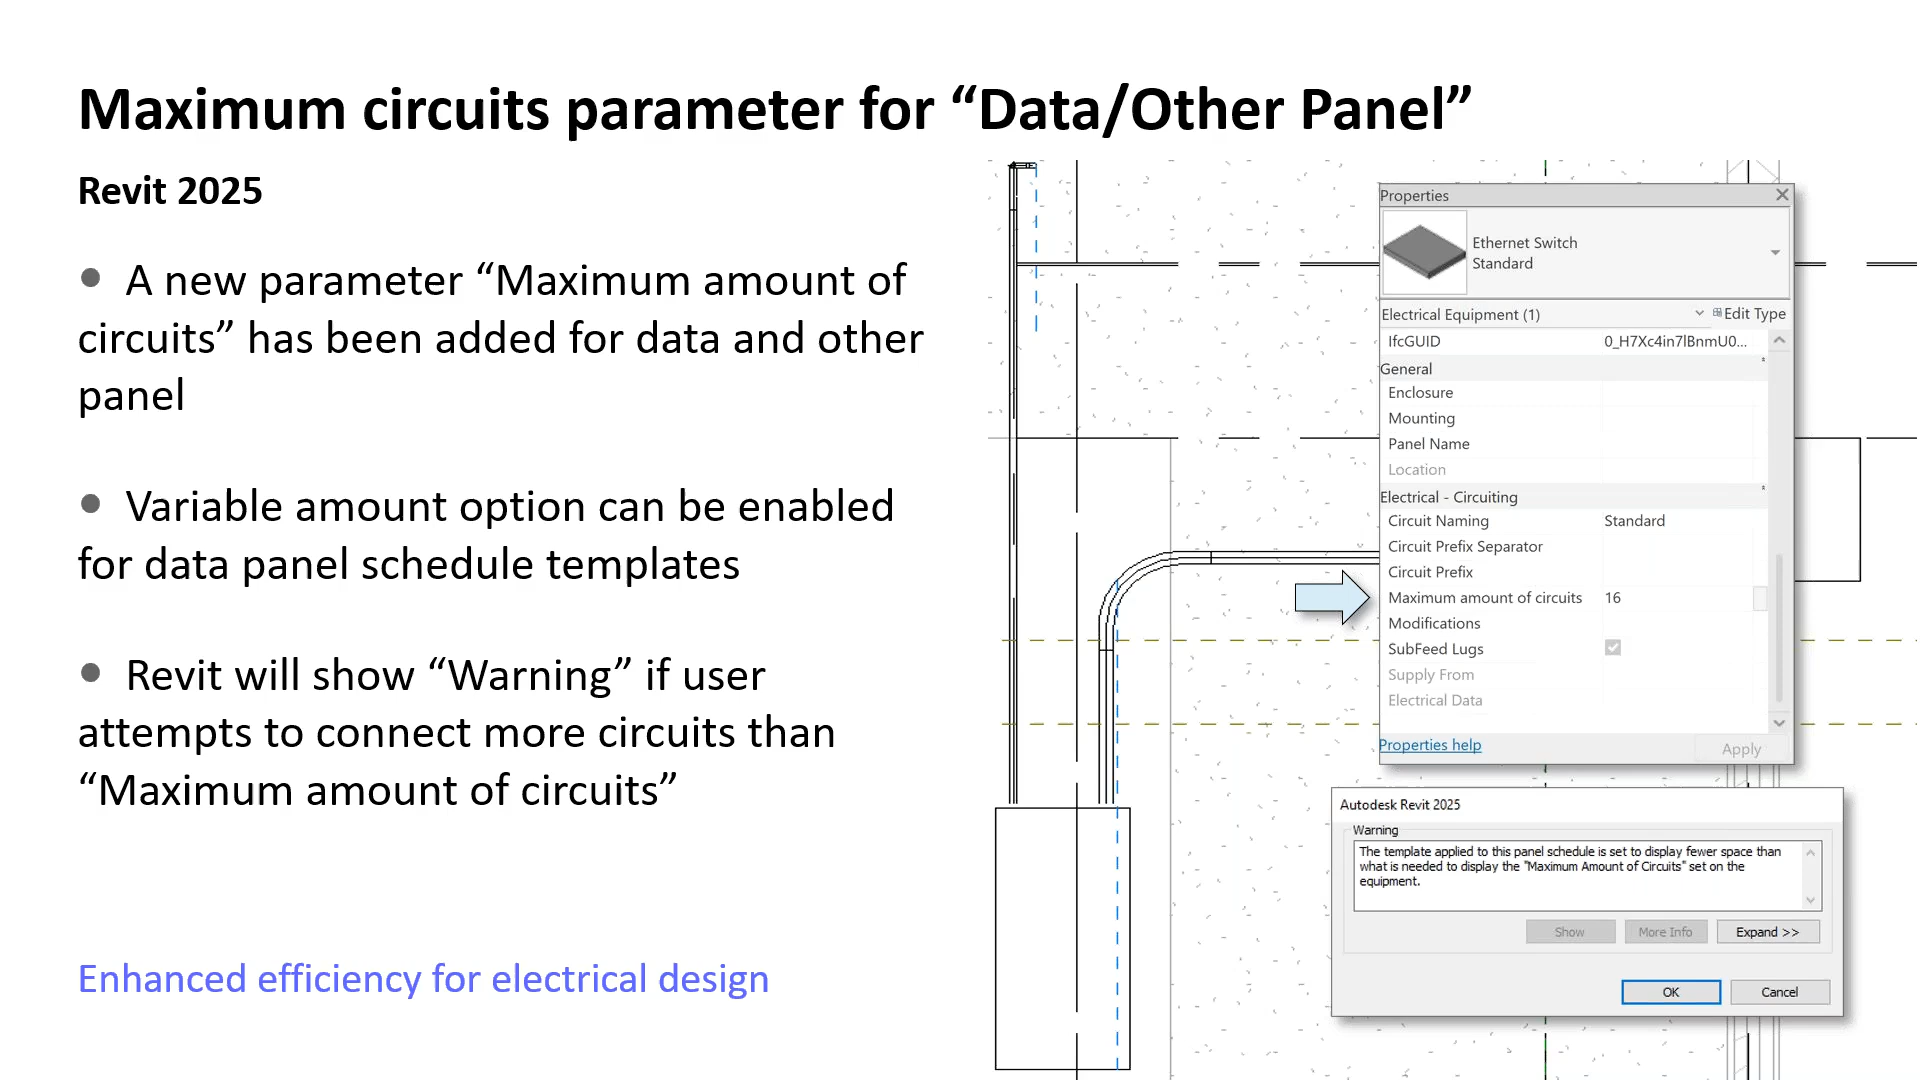 Maximum circuits parameter for “Data/Other Panel”
Revit 2025
• A new parameter “Maximum amount of
circuits” has been added for data and other
panel
• Variable amount option can be enabled
for data panel schedule templates
• Revit will show “Warning” if user
attempts to connect more circuits than
“Maximum amount of circuits”
Enhanced efficiency for electrical design
Properties
Ethernet Switch
Standard
Electrical Equipment (1)
Edit Type
IfcGUID 0_H7Xc4in7lBnmU0...
General
Enclosure
Mounting
Panel Name
Location
Electrical - Circuiting
Circuit Naming Standard
Circuit Prefix Separator
Circuit Prefix
Maximum amount of circuits 16
Modifications
SubFeed Lugs
Supply From
Electrical Data
Properties help
Apply
Autodesk Revit 2025
Warning
The template applied to this panel schedule is set to display fewer space than
what is needed to display the "Maximum Amount of Circuits" set on the
equipment.
Show More Info Expand >>
OK Cancel